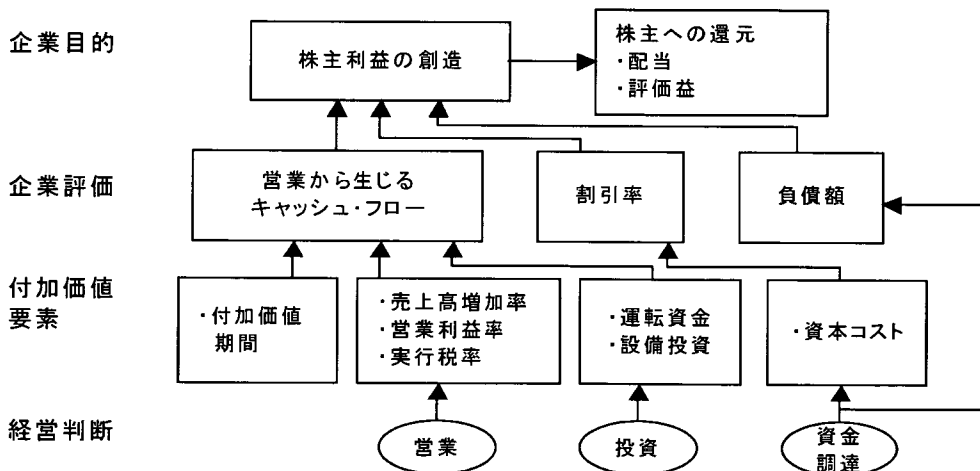 企業目的
株主利益の創造
株主への還元
・配当
・評価益
企業評価
営業から生じる
キャッシュ・フロー
割引率
負債額
付加価値
要素
・付加価値
期間
・売上高増加率
・営業利益率
・実行税率
・運転資金
・設備投資
・資本コスト
経営判断
営業
投資
資金
調達